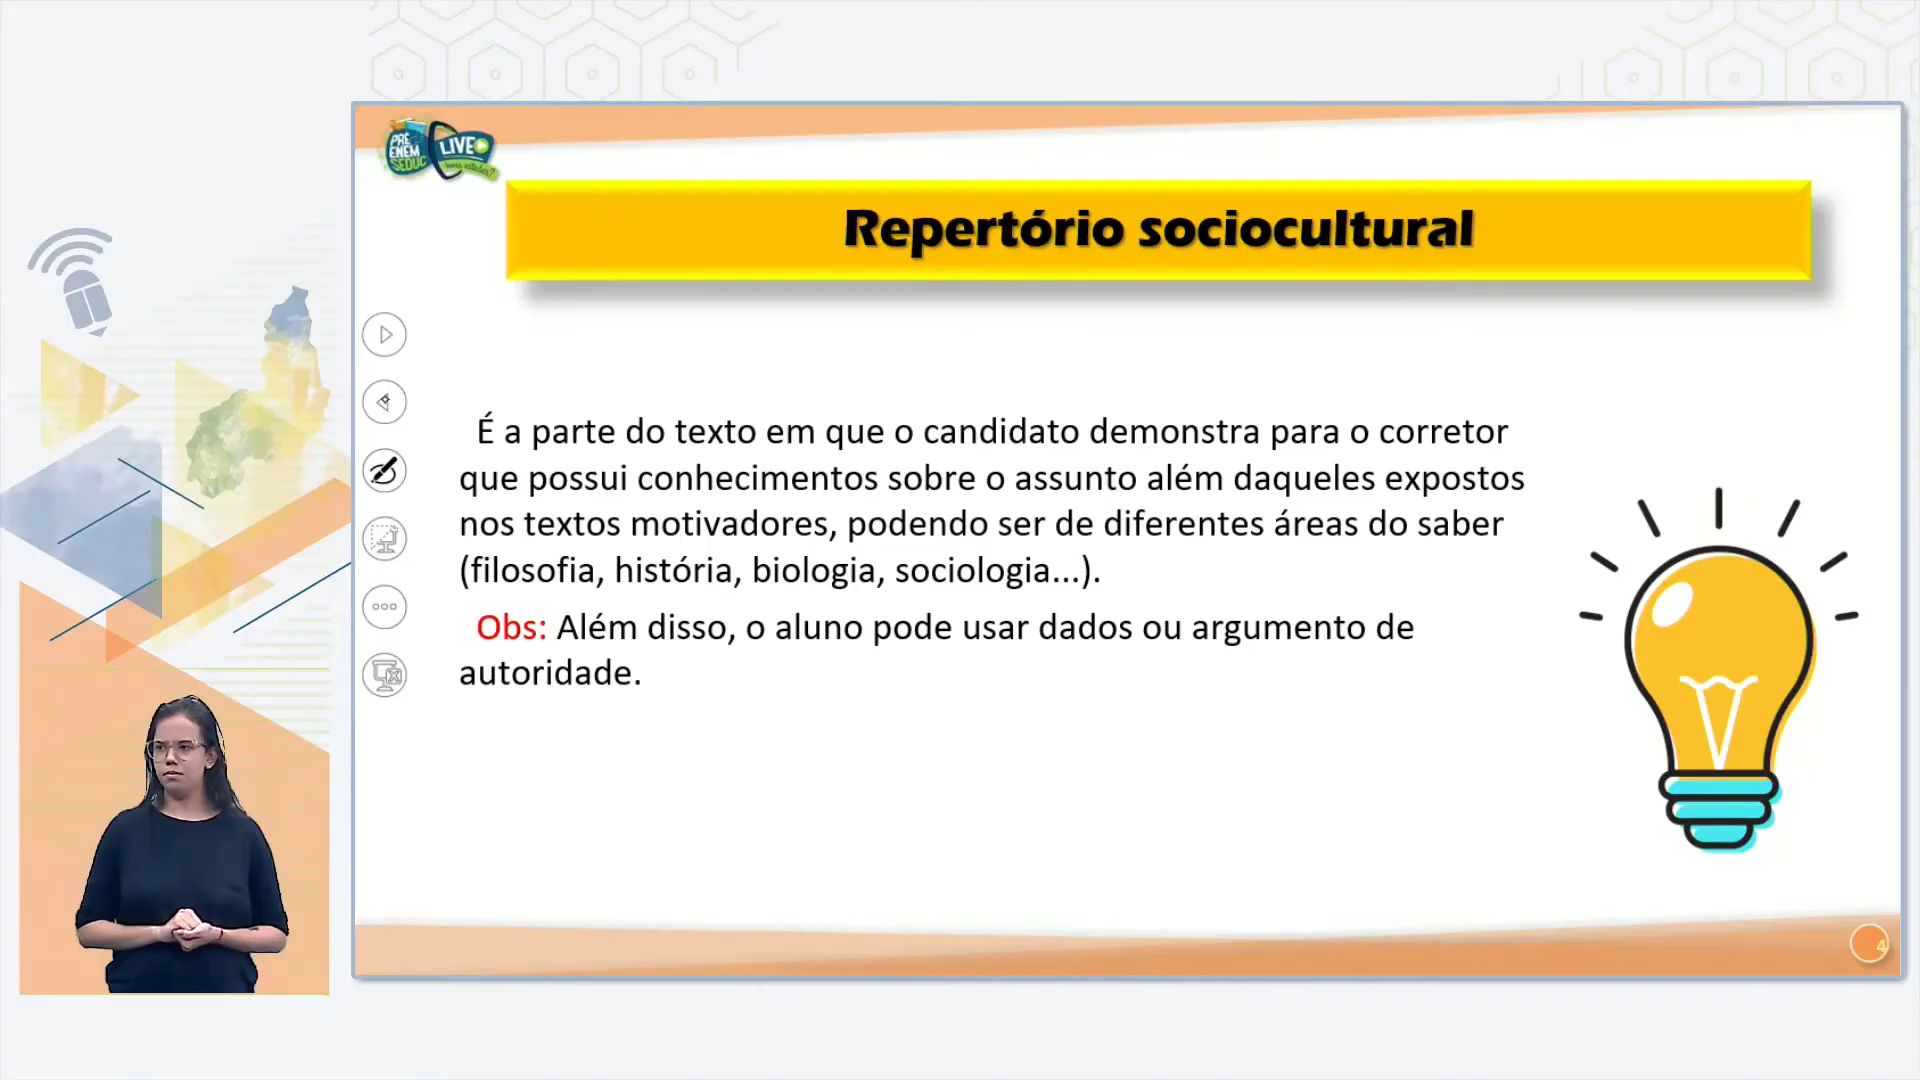 PRÉ
ENEM
SEDUC
LIVE
Repertório sociocultural
É a parte do texto em que o candidato demonstra para o corretor
que possui conhecimentos sobre o assunto além daqueles expostos
nos textos motivadores, podendo ser de diferentes áreas do saber
(filosofia, história, biologia, sociologia...).
Obs: Além disso, o aluno pode usar dados ou argumento de
autoridade.
4